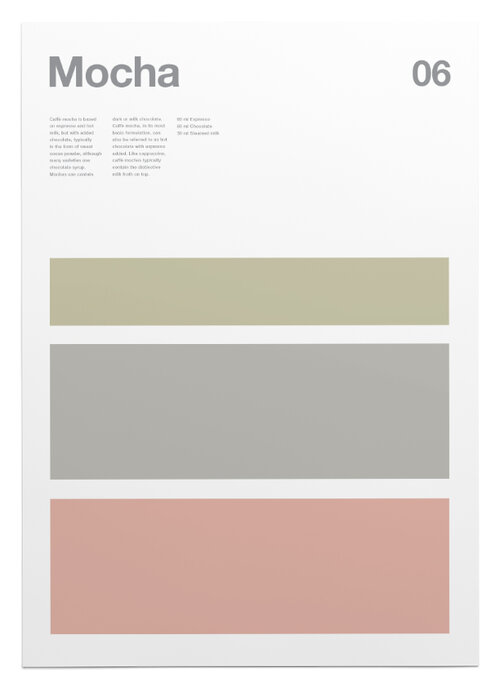 Mocha
06
Caffe mocha is based
on espresso and hot
milk, but with added
chocolate, typically
in the form of sweet
cocoa powder, although
many varieties use
chocolate syrup.
Mochas can contain
dark or milk chocolate.
Caffe mocha, in its most
basic formulation, can
also be referred to as hot
chocolate with espresso
added. Like cappuccino,
caffe mochas typically
contain the distinctive
milk froth on top.
60 ml Espresso
60 ml Chocolate
30 ml Steamed milk